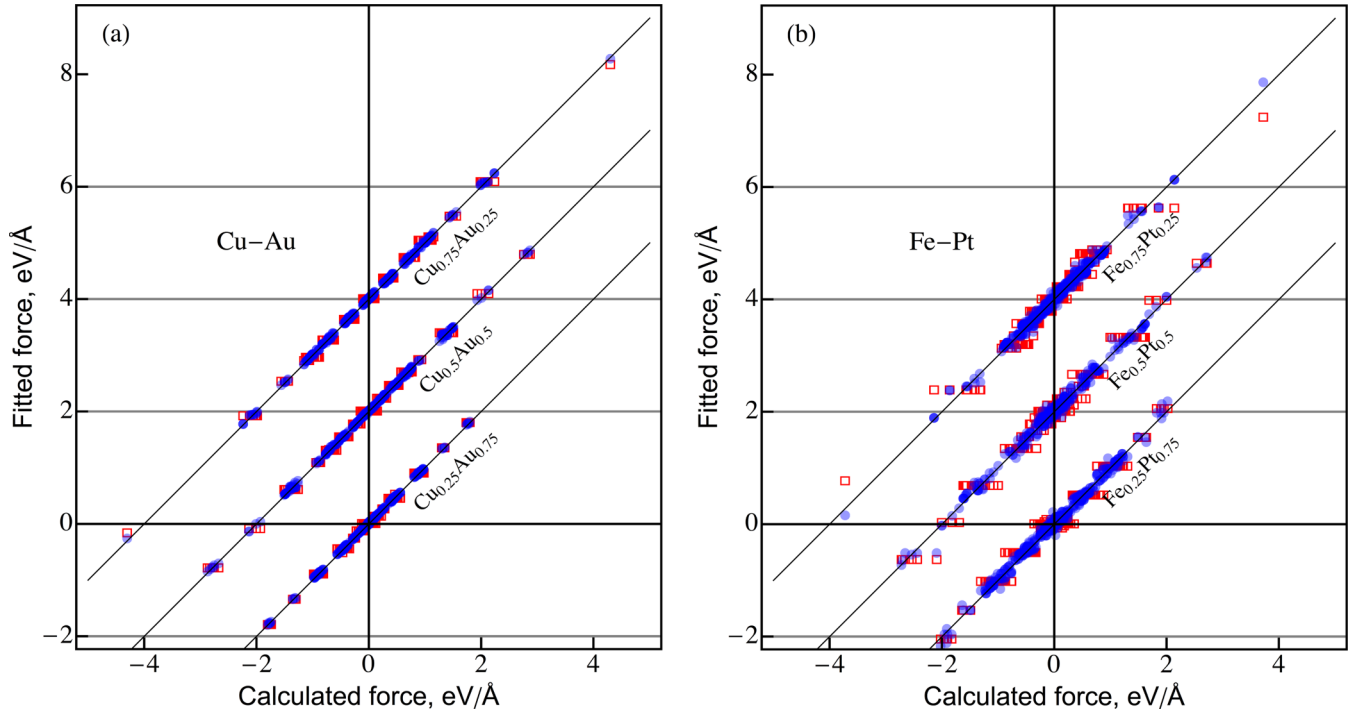 (a)
Cu−Au
Cu0.75Au0.25
Cu0.5Au0.5
Cu0.25Au0.75
8
6
4
2
0
−2
−4
−2
0
2
4
Fitted force, eV/Å
Calculated force, eV/Å
(b)
Fe−Pt
Fe0.75Pt0.25
Fe0.5Pt0.5
Fe0.25Pt0.75
8
6
4
2
0
−2
−4
−2
0
2
4
Fitted force, eV/Å
Calculated force, eV/Å